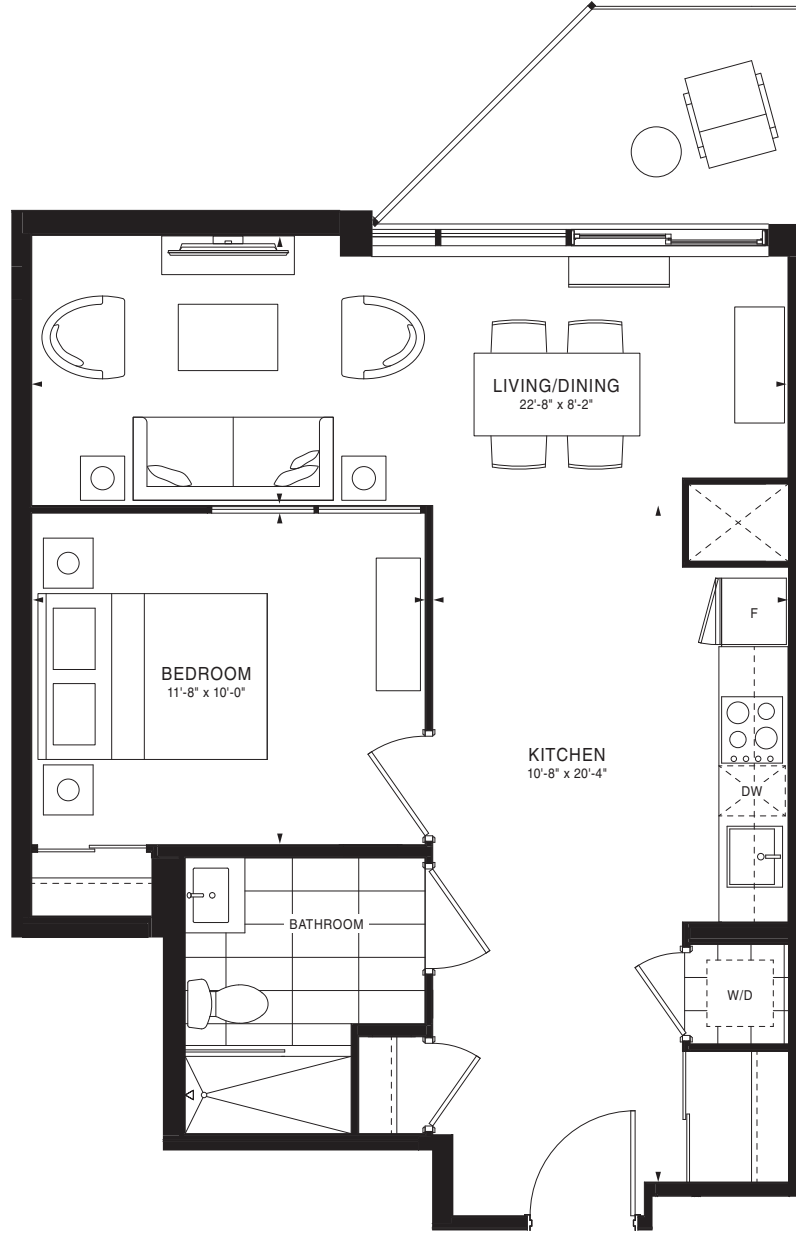 LIVING/DINING
22'-8" x 8'-2"
F
BEDROOM
11'-8" x 10'-0"
KITCHEN
10'-8" x 20'-4"
DW
BATHROOM
W/D